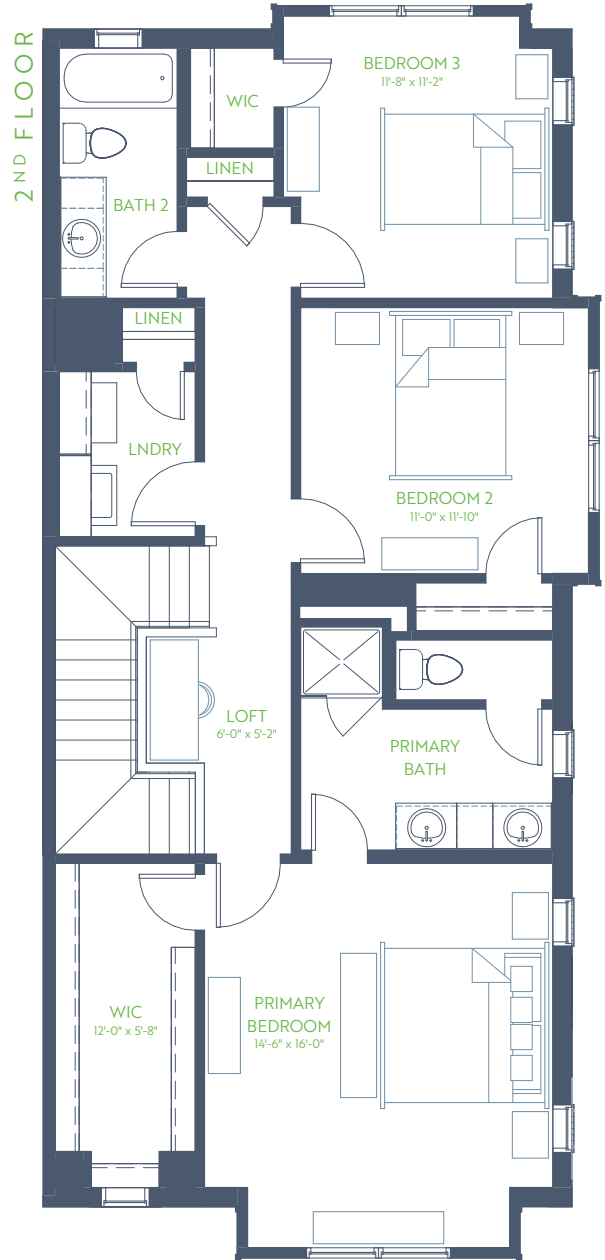 2ND FLOOR
BEDROOM 3
11'-8" x 11'-2"
WIC
LINEN
BATH 2
LINEN
LNDRY
BEDROOM 2
11'-0" x 11'-10"
LOFT
6'-0" x 5'-2"
PRIMARY
BATH
WIC
12'-0" x 5'-8"
PRIMARY
BEDROOM
14'-6" x 16'-0"